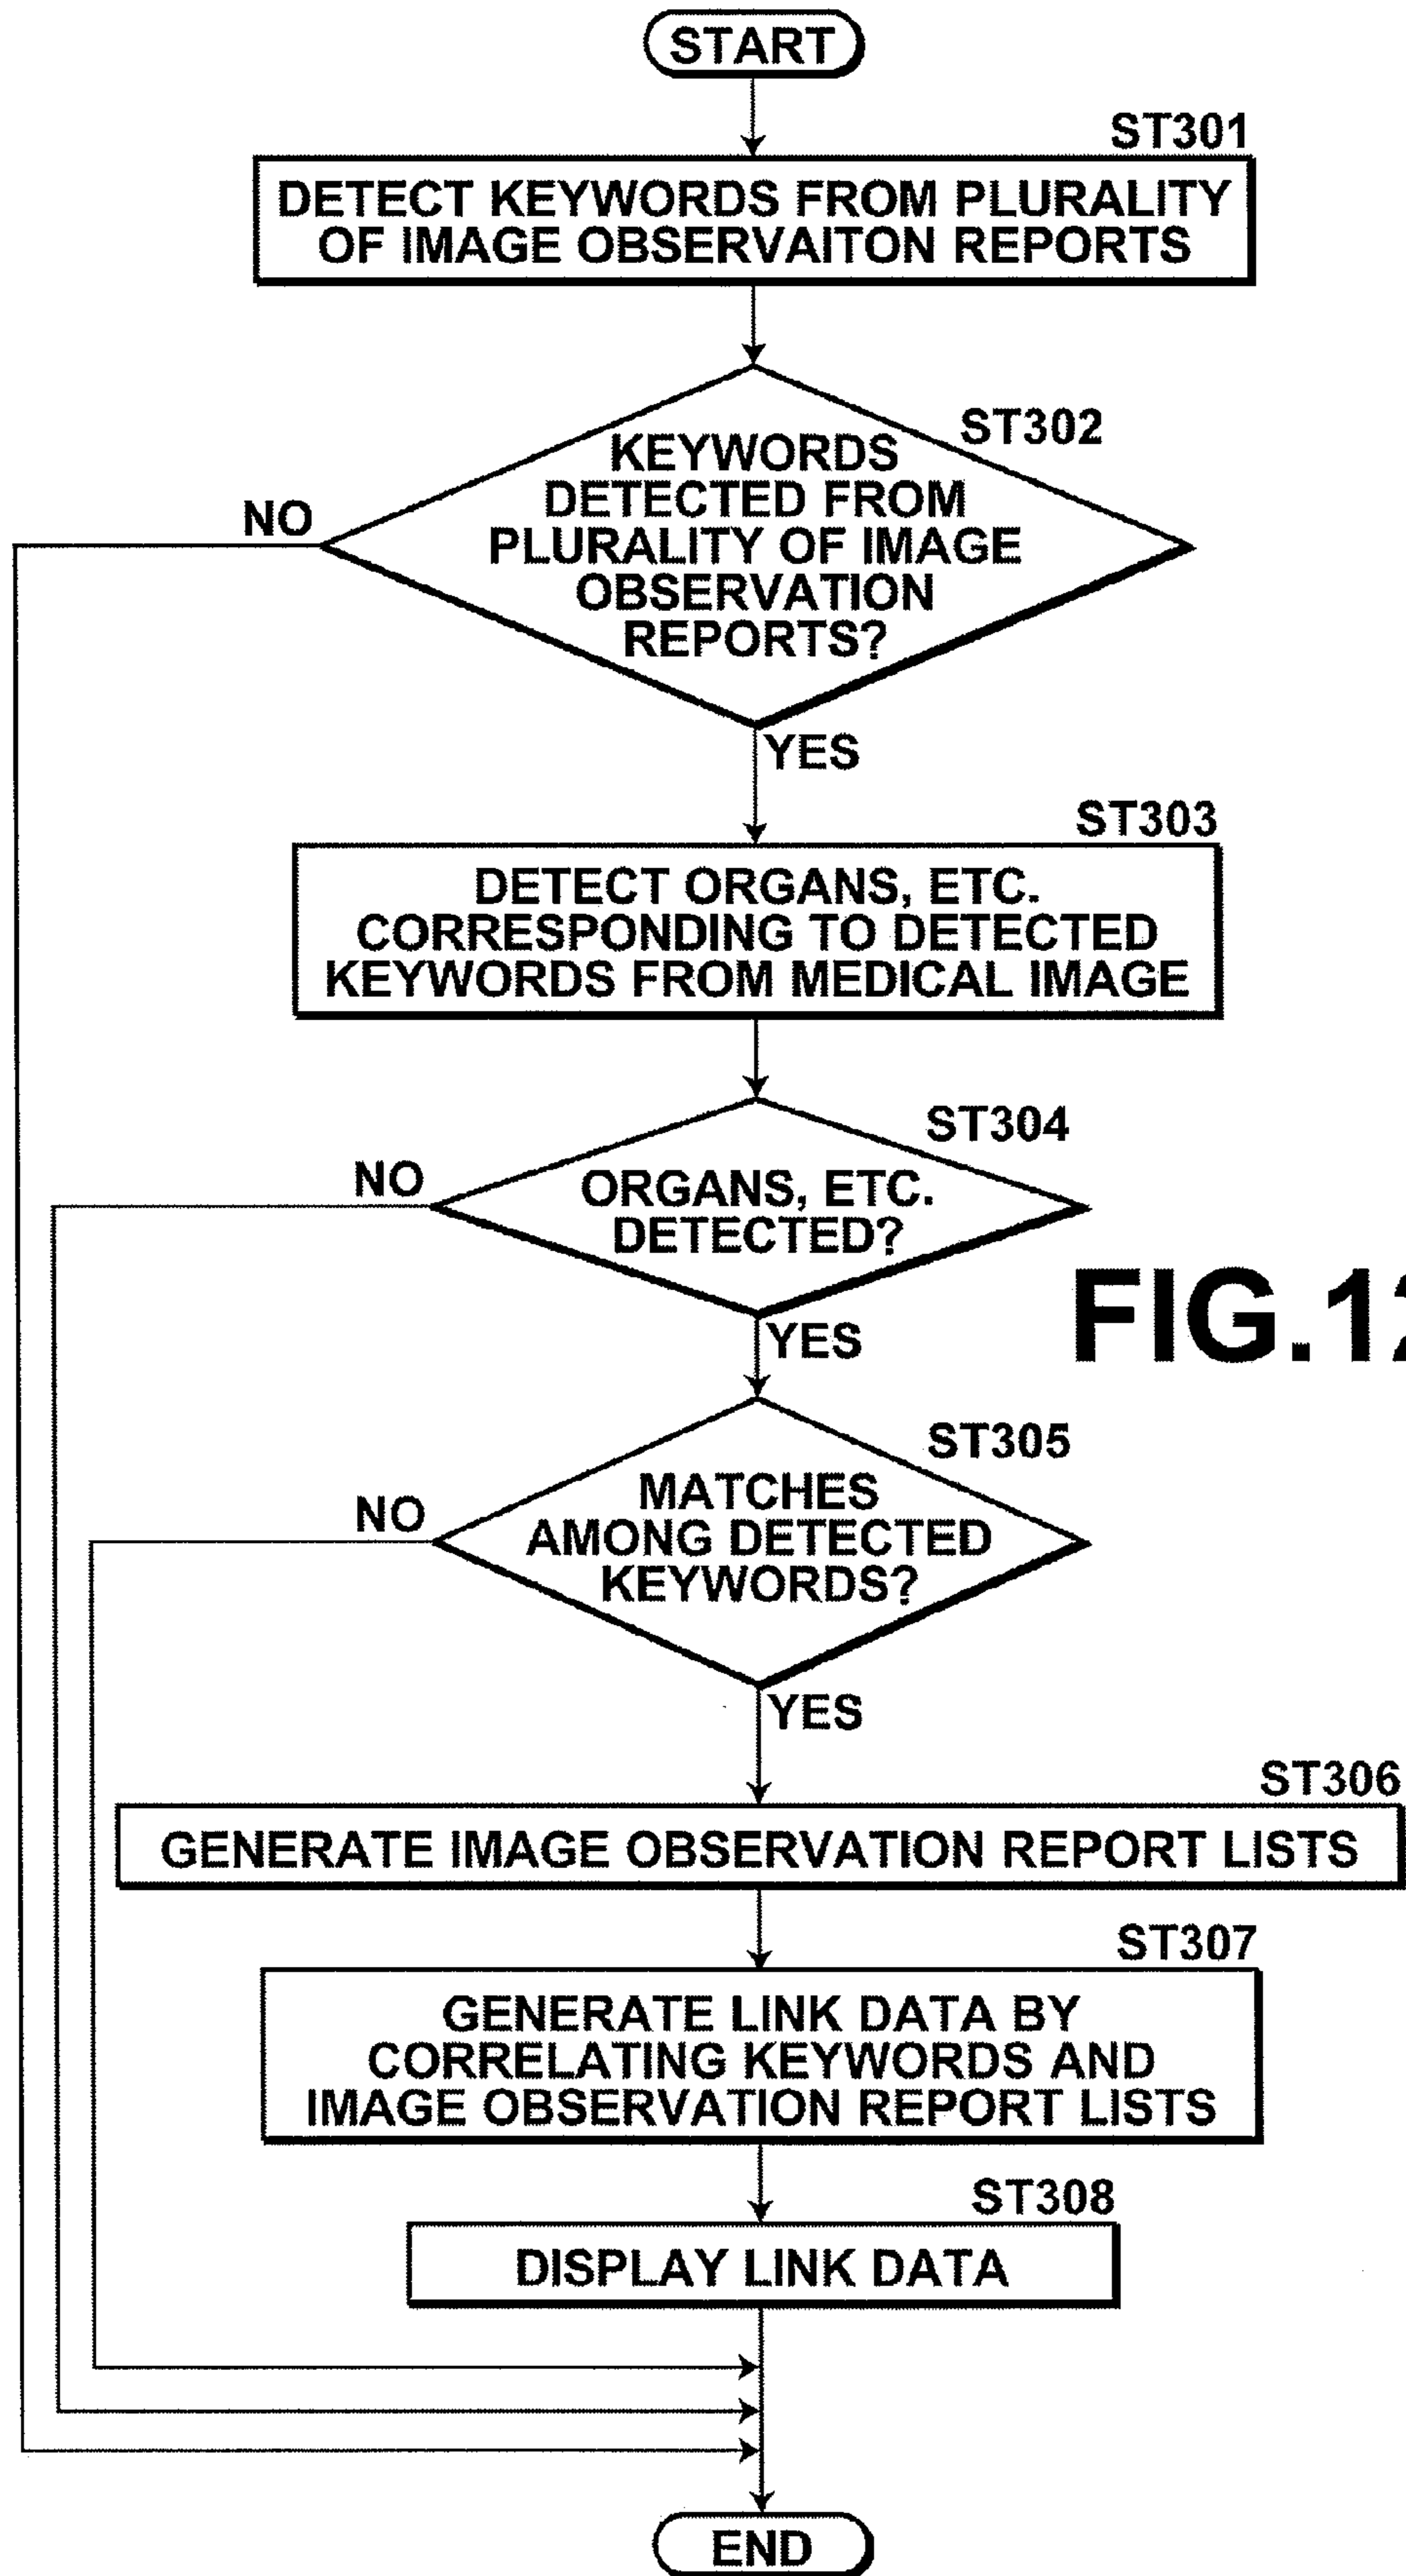 START
ST301
DETECT KEYWORDS FROM PLURALITY
OF IMAGE OBSERVAITON REPORTS
ST302
KEYWORDS
DETECTED FROM
PLURALITY OF IMAGE
OBSERVATION
REPORTS?
NO
YES
ST303
DETECT ORGANS, ETC.
CORRESPONDING TO DETECTED
KEYWORDS FROM MEDICAL IMAGE
ST304
NO
ORGANS, ETC.
DETECTED?
FIG.12
YES
ST305
NO
MATCHES
AMONG DETECTED
KEYWORDS?
YES
ST306
GENERATE IMAGE OBSERVATION REPORT LISTS
ST307
GENERATE LINK DATA BY
CORRELATING KEYWORDS AND
IMAGE OBSERVATION REPORT LISTS
ST308
DISPLAY LINK DATA
END